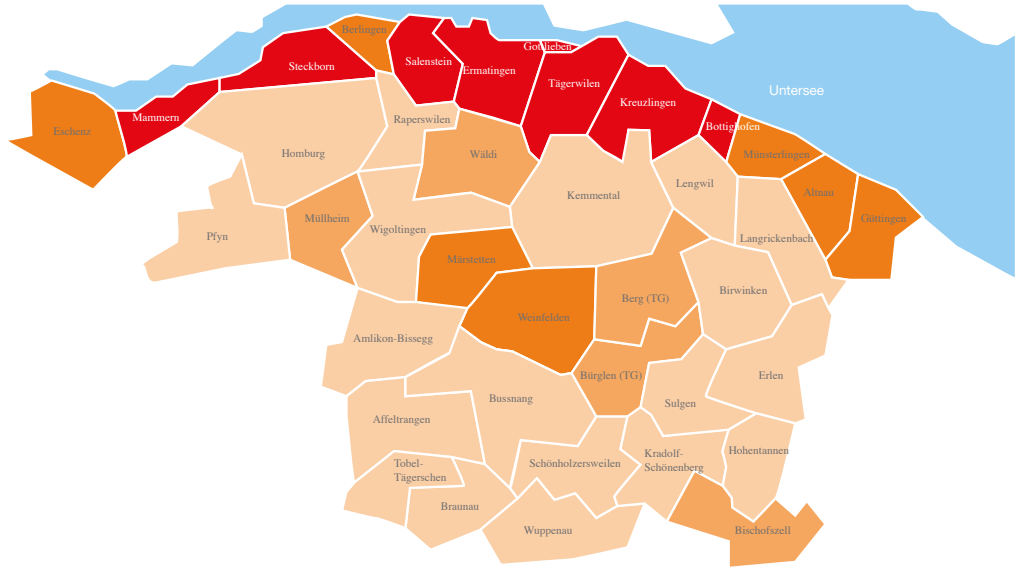 Berlingen
Gottlieben
Salenstein
Steckborn
Ermatingen
Tägerwilen
Untersee
Kreuzlingen
Mammern
Raperswilen
Bottighofen
Eschenz
Homburg
Wäldi
Münsterlingen
Lengwil
Kemmental
Altnau
Müllheim
Güttingen
Wigoltingen
Pfyn
Langrickenbach
Märstetten
Birwinken
Berg (TG)
Weinfelden
Amlikon-Bissegg
Bürglen (TG)
Erlen
Bussnang
Sulgen
Affeltrangen
Hohentannen
Kradolf-
Schönenberg
Schönholzersweilen
Tobel-
Tägerschen
Braunau
Wuppenau
Bischofszell